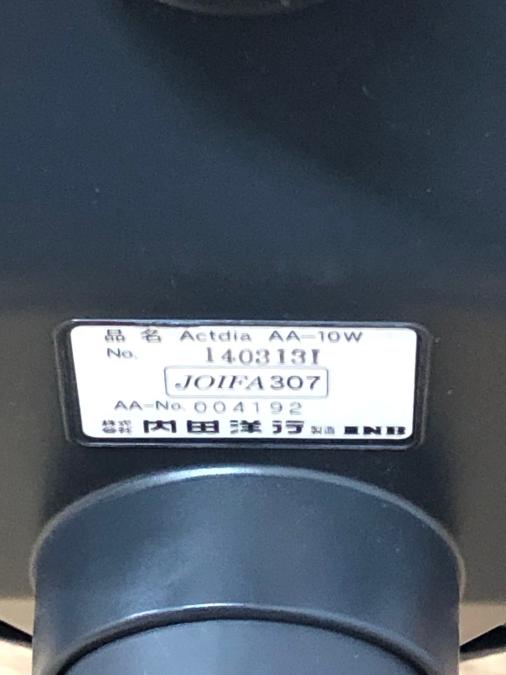 品名 Actdia AA-10W
No. 140313I
JOIFA307
AA-No. 004192
株式会社 内田洋行 製造 INB